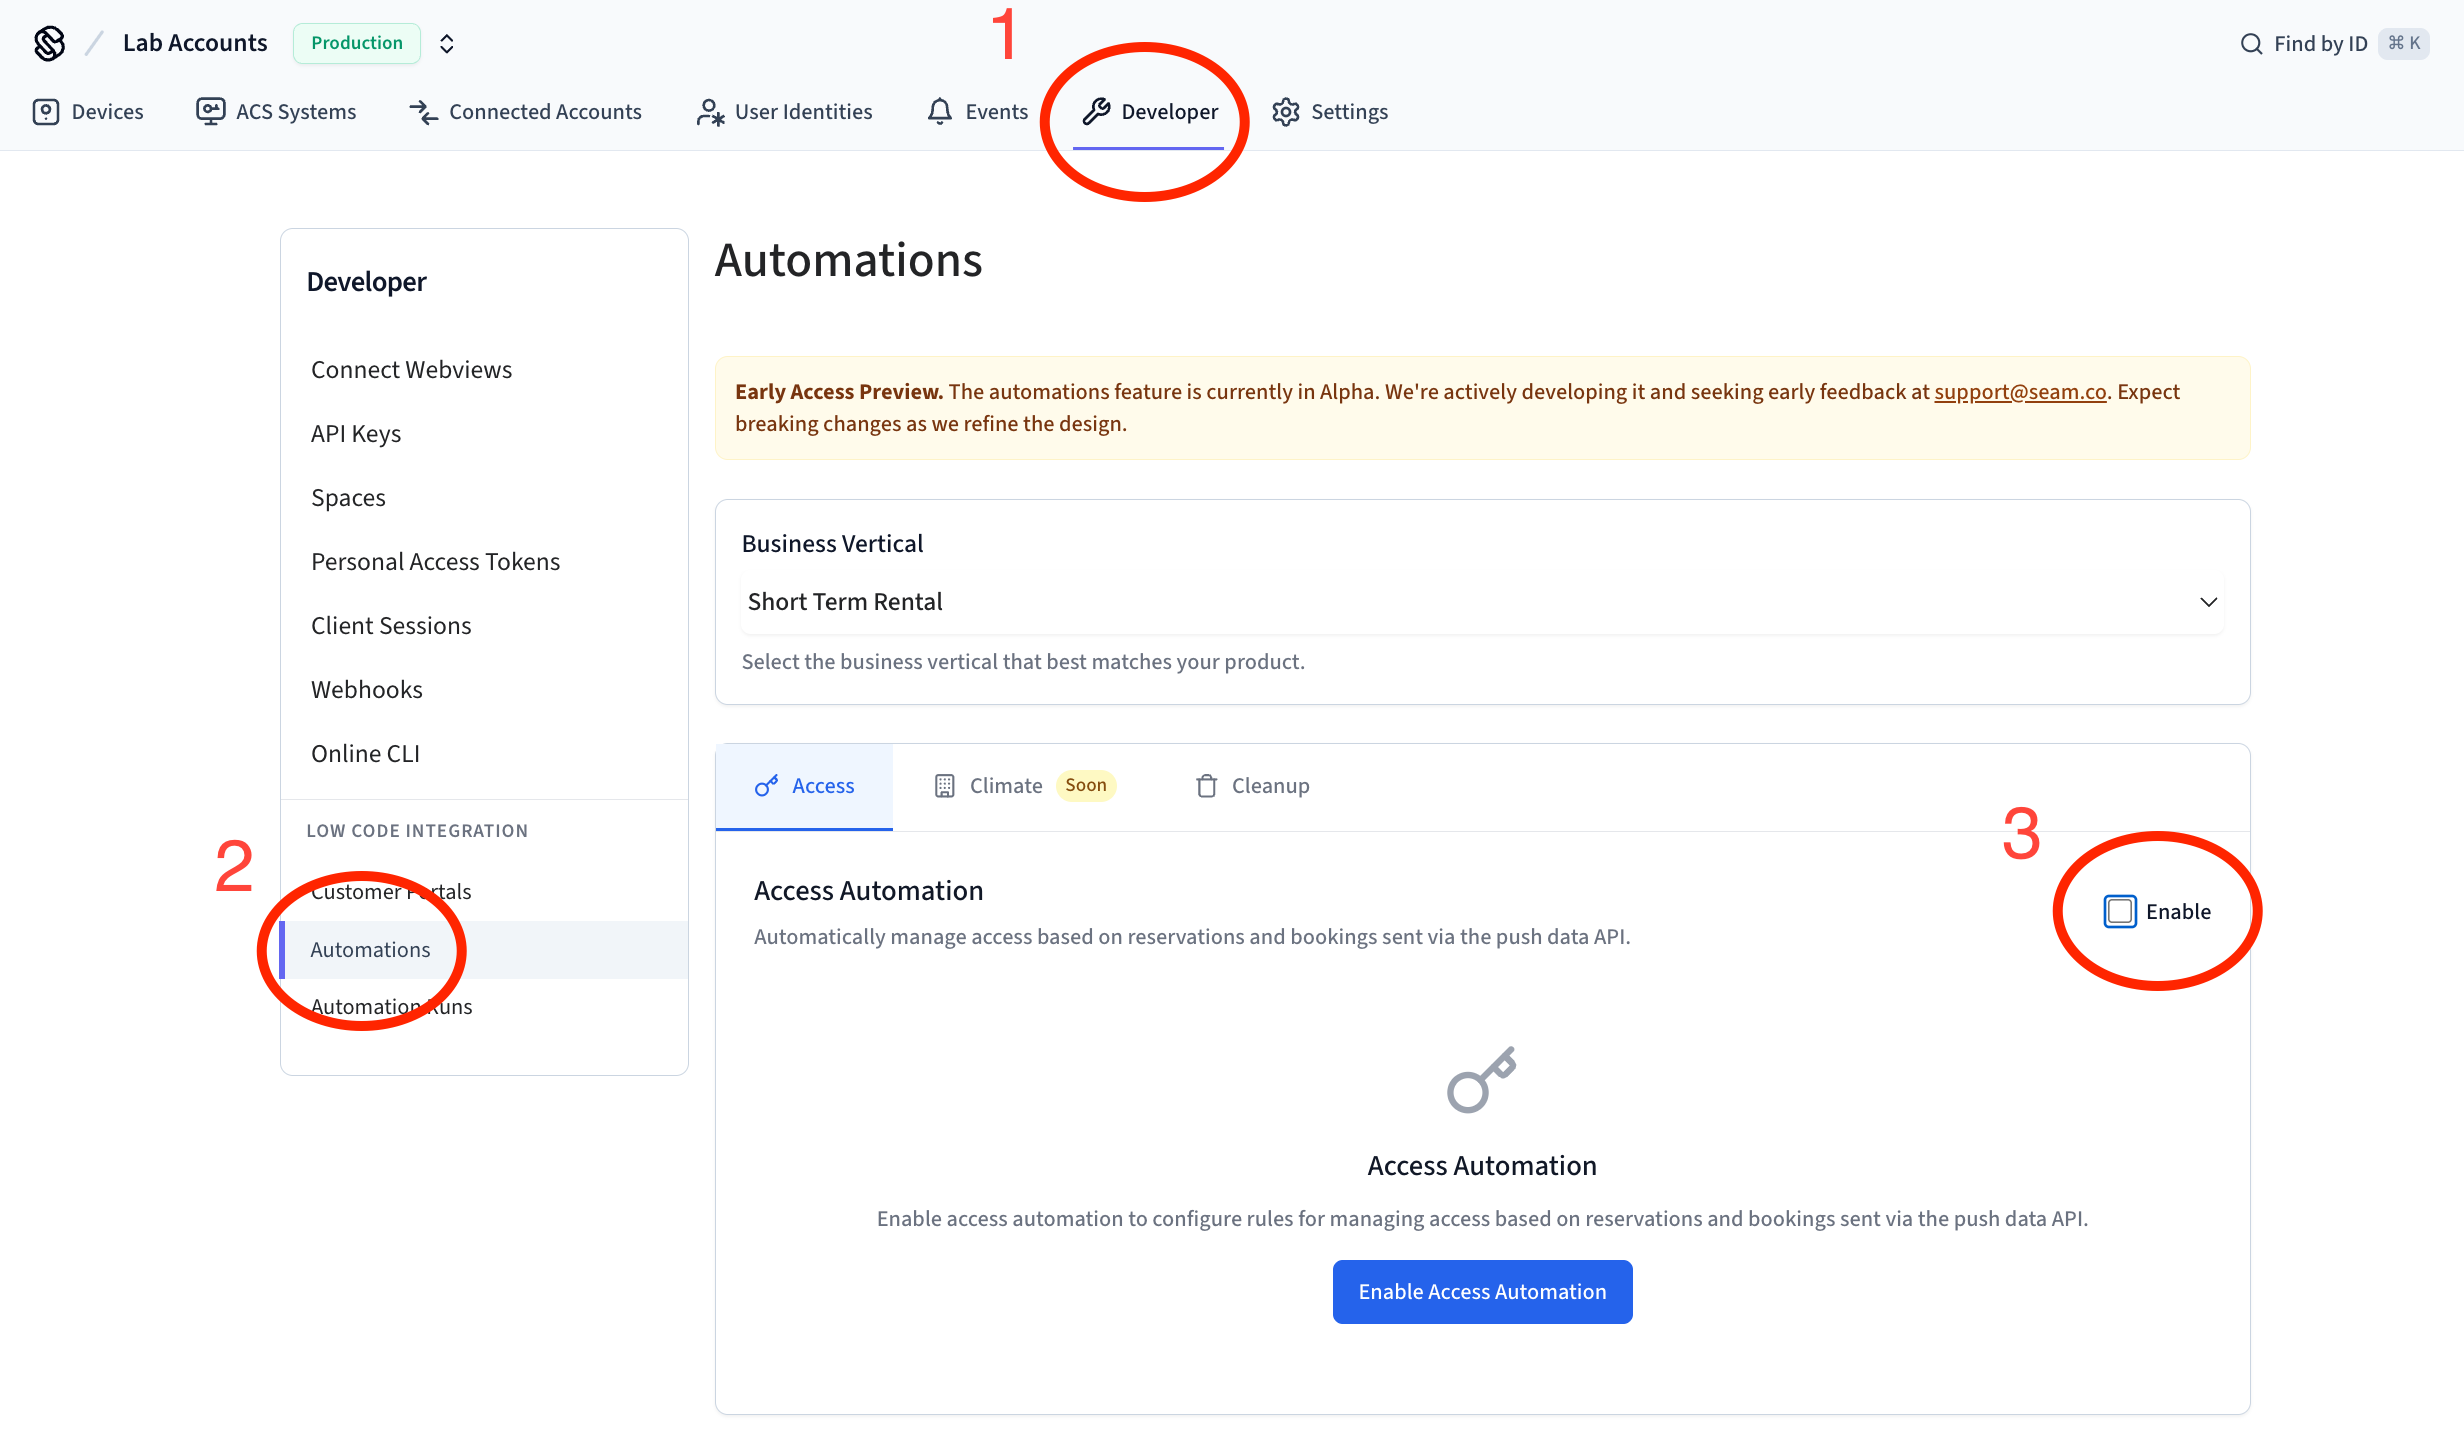 Lab Accounts
Production
Find by ID
⌘ K
1
Devices
ACS Systems
Connected Accounts
User Identities
Events
Developer
Settings
Developer
Connect Webviews
API Keys
Spaces
Personal Access Tokens
Client Sessions
Webhooks
Online CLI
LOW CODE INTEGRATION
2
Customer Portals
Automations
Automation Runs
Automations
Early Access Preview. The automations feature is currently in Alpha. We're actively developing it and seeking early feedback at support@seam.co. Expect
breaking changes as we refine the design.
Business Vertical
Short Term Rental
Select the business vertical that best matches your product.
Access
Climate
Soon
Cleanup
3
Access Automation
Enable
Automatically manage access based on reservations and bookings sent via the push data API.
Access Automation
Enable access automation to configure rules for managing access based on reservations and bookings sent via the push data API.
Enable Access Automation